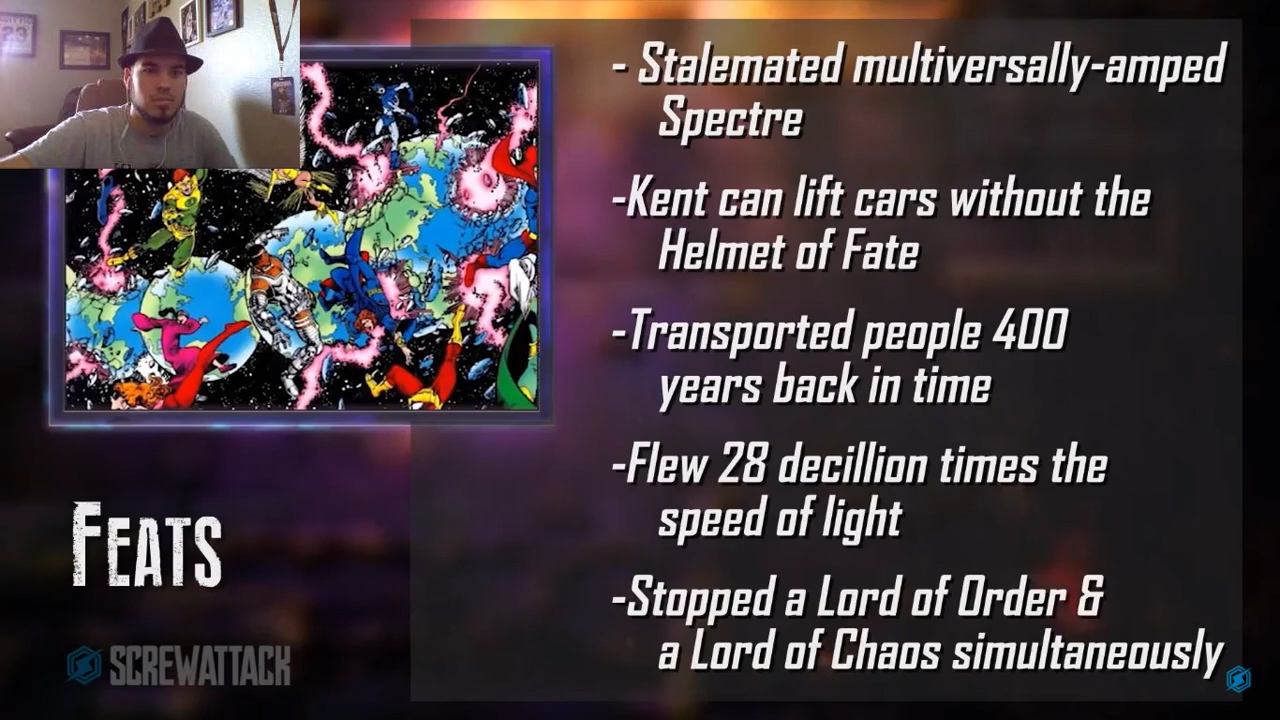 - Stalemated multiversally-amped
Spectre
-Kent can lift cars without the
Helmet of Fate
-Transported people 400
years back in time
-Flew 28 decillion times the
speed of light
-Stopped a Lord of Order &
a Lord of Chaos simultaneously
FEATS
SCREWATTACK